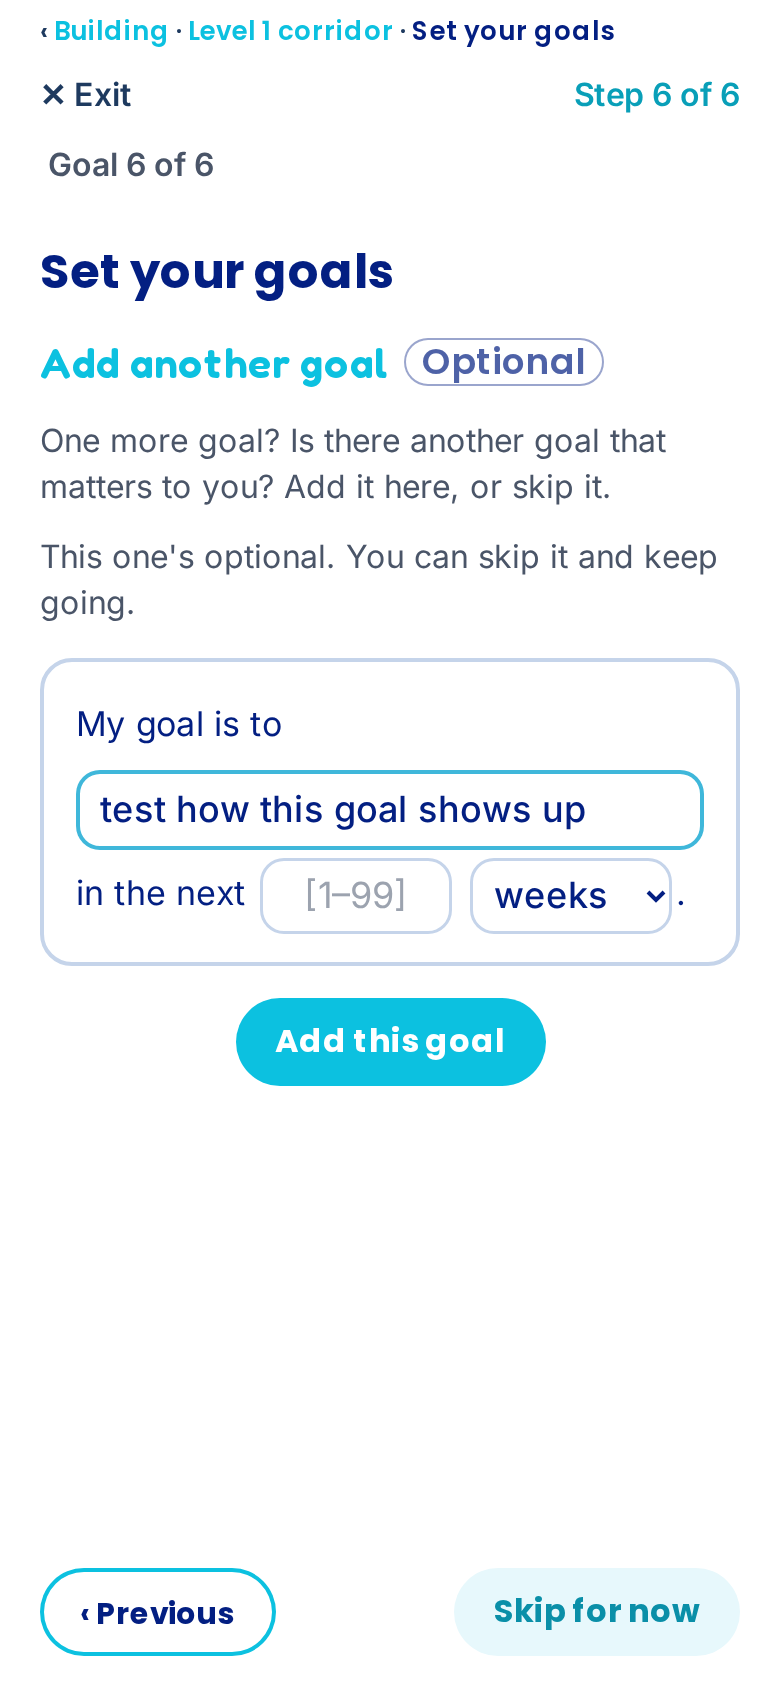 ‹ Building · Level 1 corridor · Set your goals
✕ Exit
Step 6 of 6
Goal 6 of 6
Set your goals
Add another goal Optional
One more goal? Is there another goal that
matters to you? Add it here, or skip it.
This one's optional. You can skip it and keep
going.
My goal is to
test how this goal shows up
in the next [1–99] weeks .
Add this goal
‹ Previous
Skip for now